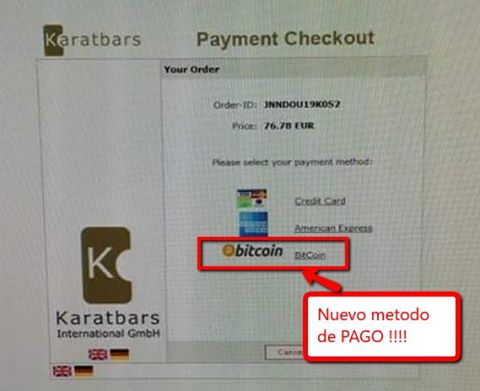 Karatbars
Payment Checkout
Your Order
Order-ID: JNNDOU19K0S2
Price: 76.78 EUR
Please select your payment method:
Credit Card
American Express
bitcoin
BitCoin
Karatbars
International GmbH
Nuevo metodo
de PAGO !!!!